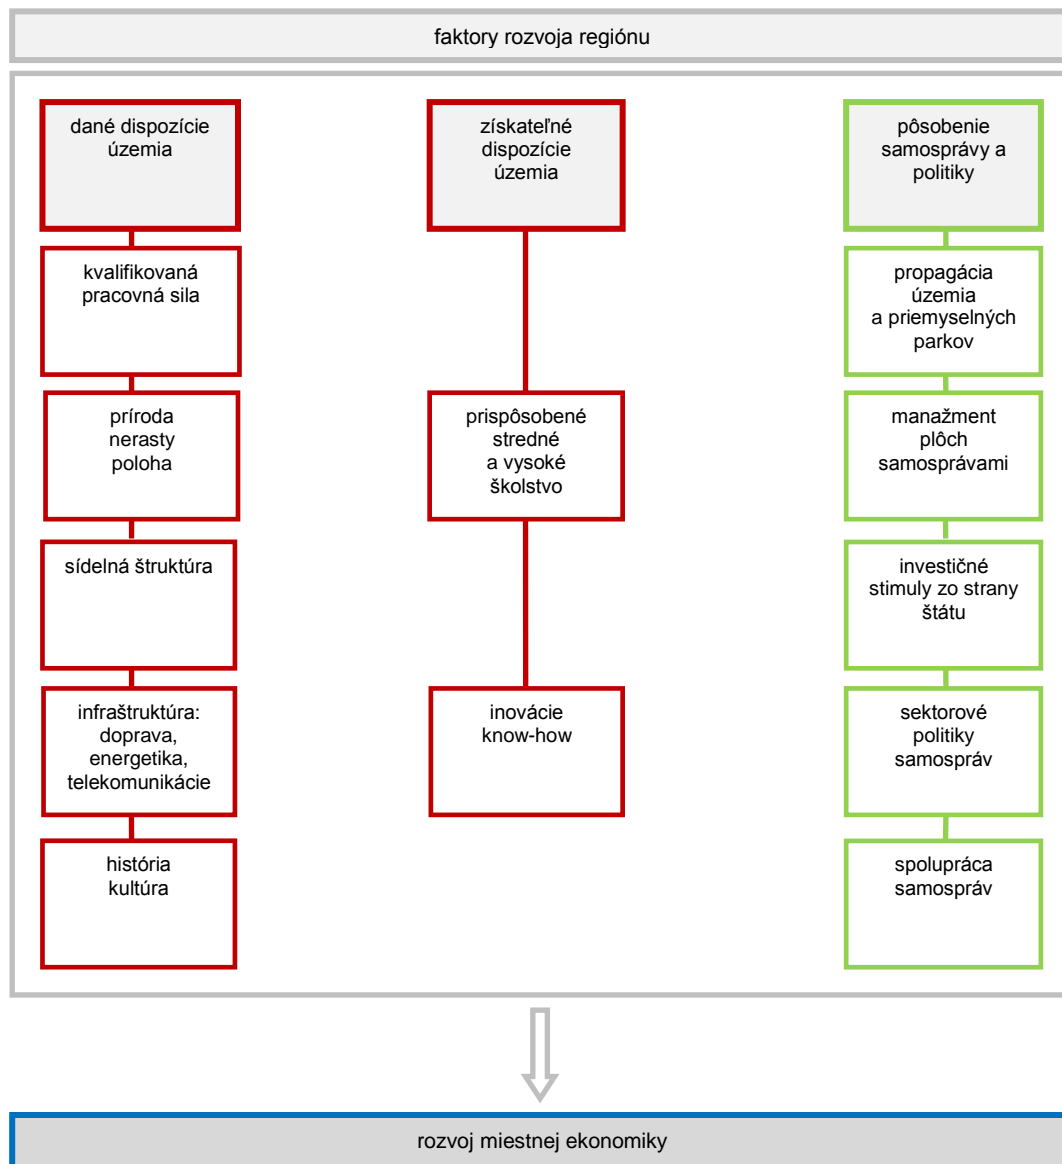 faktory rozvoja regiónu
dané dispozície
územia
kvalifikovaná
pracovná sila
príroda
nerasty
poloha
sídelná štruktúra
infraštruktúra:
doprava,
energetika,
telekomunikácie
história
kultúra
získateľné
dispozície
územia
prispôsobené
stredné
a vysoké
školstvo
inovácie
know-how
pôsobenie
samosprávy a
politiky
propagácia
územia
a priemyselných
parkov
manažment
plôch
samosprávami
investičné
stimuly zo strany
štátu
sektorové
politiky
samospráv
spolupráca
samospráv
rozvoj miestnej ekonomiky